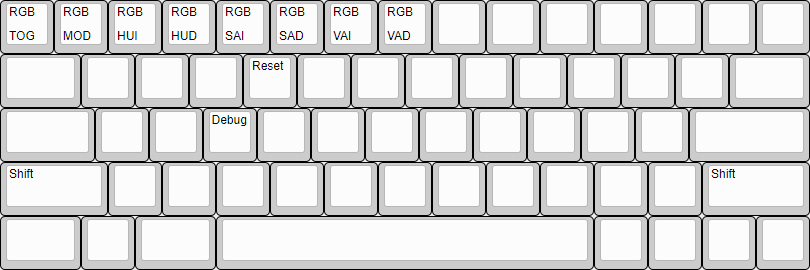 RGB RGB RGB RGB RGB RGB RGB RGB
TOG MOD HUI HUD SAI SAD VAI VAD
Reset
Debug
Shift Shift